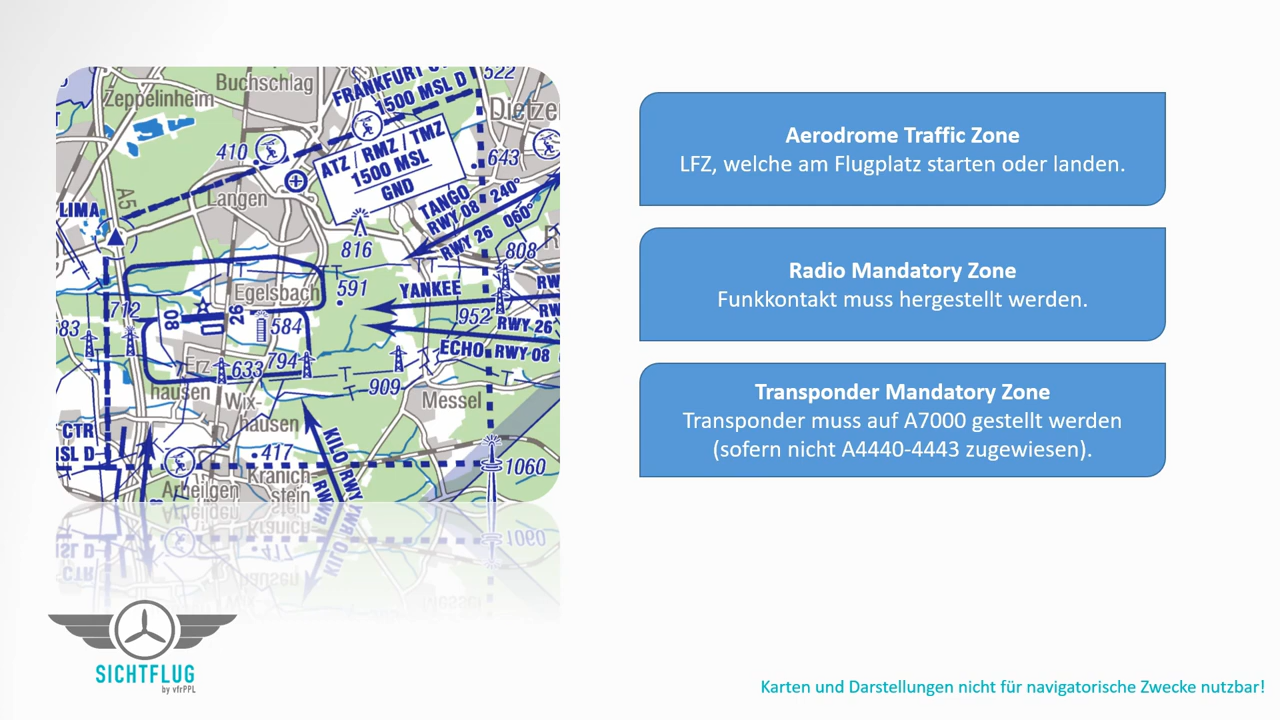 522
Buchschlag
FRANKFURT
1500 MSL D
Zeppelinheim
Dietze
410
ATZ / RMZ / TMZ
1500 MSL
GND
643
A5
Langen
LIMA
TANGO
RWY 08
240°
RWY 26
060°
816
808
Egelsbach
591
YANKEE
RW
712
08
26
952
RW
RWY 26
83
584
ECHO
RWY 08
Erz
633
794
hausen
909
Wix-
Messel
hausen
CTR
ISL D
KILO RWY
RWY
417
1060
Kranich
Arheilgen
stein
Aerodrome Traffic Zone
LFZ, welche am Flugplatz starten oder landen.
Radio Mandatory Zone
Funkkontakt muss hergestellt werden.
Transponder Mandatory Zone
Transponder muss auf A7000 gestellt werden
(sofern nicht A4440-4443 zugewiesen).
SICHTFLUG
by vfrPPL
Karten und Darstellungen nicht für navigatorische Zwecke nutzbar!